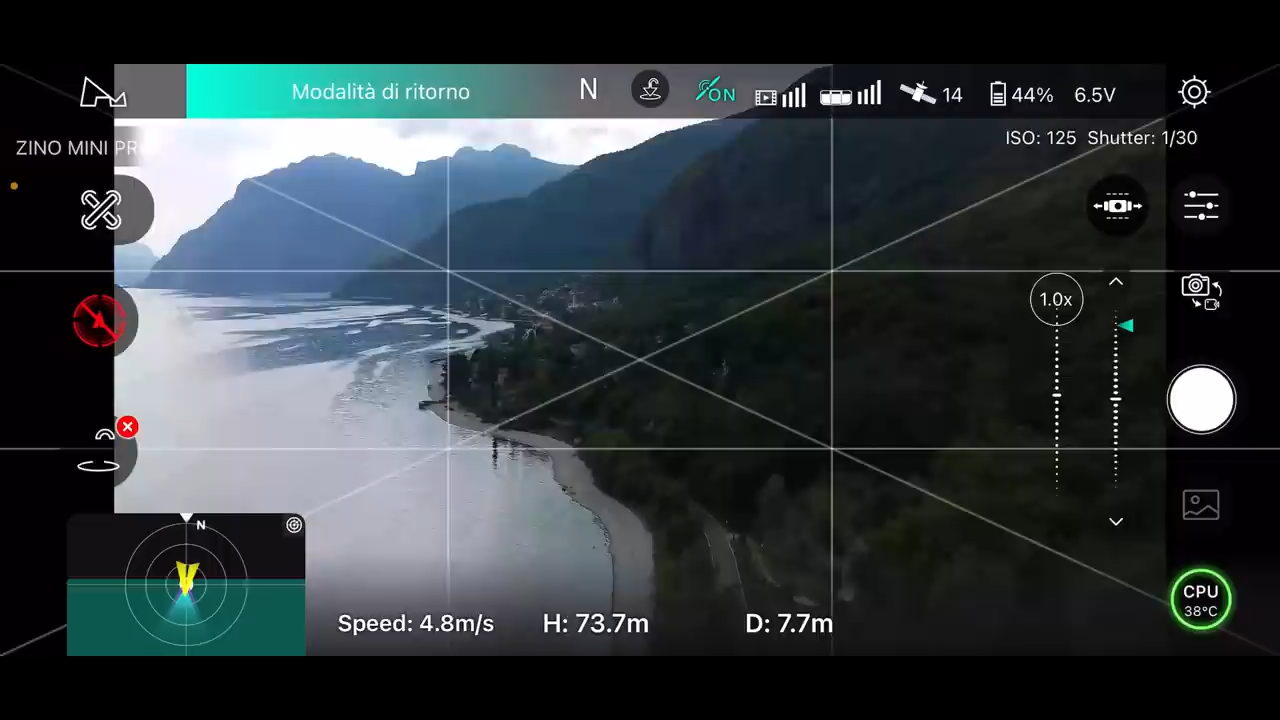 Modalità di ritorno
N
ON
14
44%
6.5V
ZINO MINI PR
ISO: 125 Shutter: 1/30
1.0x
N
CPU
38°C
Speed: 4.8m/s
H: 73.7m
D: 7.7m